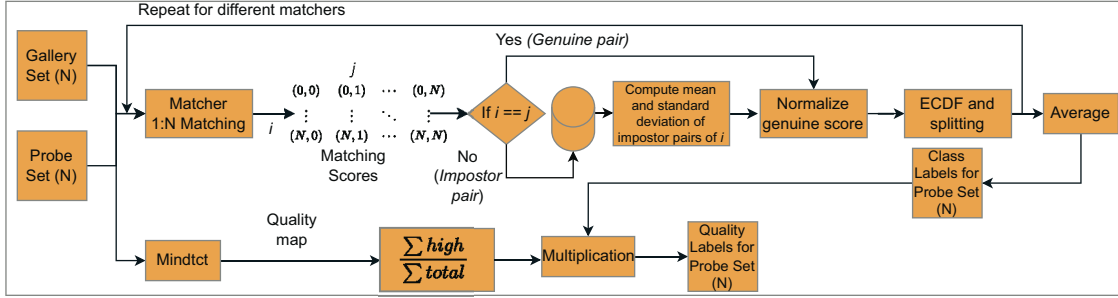 Repeat for different matchers
Gallery
Set (N)
Probe
Set (N)
Matcher
1:N Matching
i
j
(0,0) (0,1) ⋯ (0,N)
⋮ ⋮ ⋱ ⋮
(N,0) (N,1) ⋯ (N,N)
Matching
Scores
If i == j
Yes (Genuine pair)
No
(Impostor
pair)
Compute mean
and standard
deviation of
impostor pairs of i
Normalize
genuine score
ECDF and
splitting
Average
Class
Labels for
Probe Set
(N)
Mindtct
Quality
map
∑ high
∑ total
Multiplication
Quality
Labels for
Probe Set
(N)